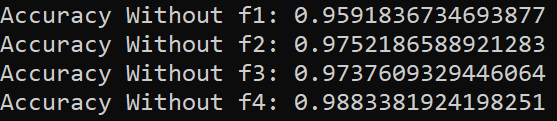 Accuracy Without f1: 0.9591836734693877
Accuracy Without f2: 0.9752186588921283
Accuracy Without f3: 0.9737609329446064
Accuracy Without f4: 0.9883381924198251